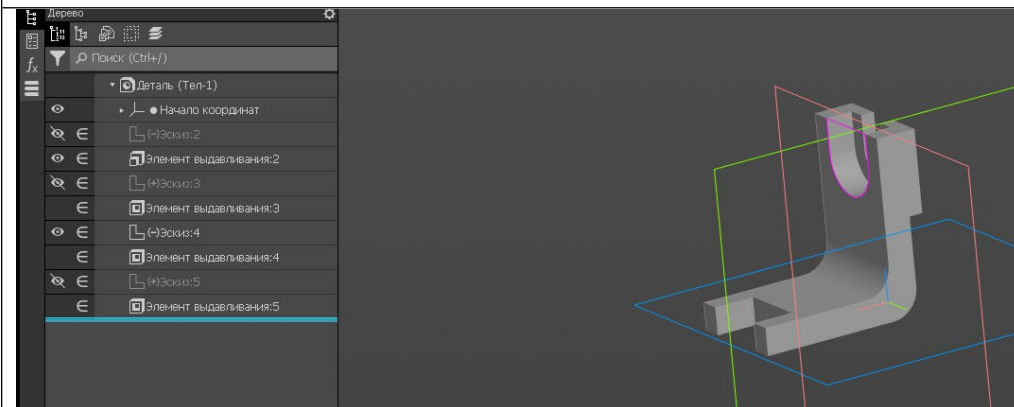 Дерево
Поиск (Ctrl+/)
Деталь (Тел-1)
Начало координат
(-)Эскиз:2
Элемент выдавливания:2
(+)Эскиз:3
Элемент выдавливания:3
(-)Эскиз:4
Элемент выдавливания:4
(+)Эскиз:5
Элемент выдавливания:5